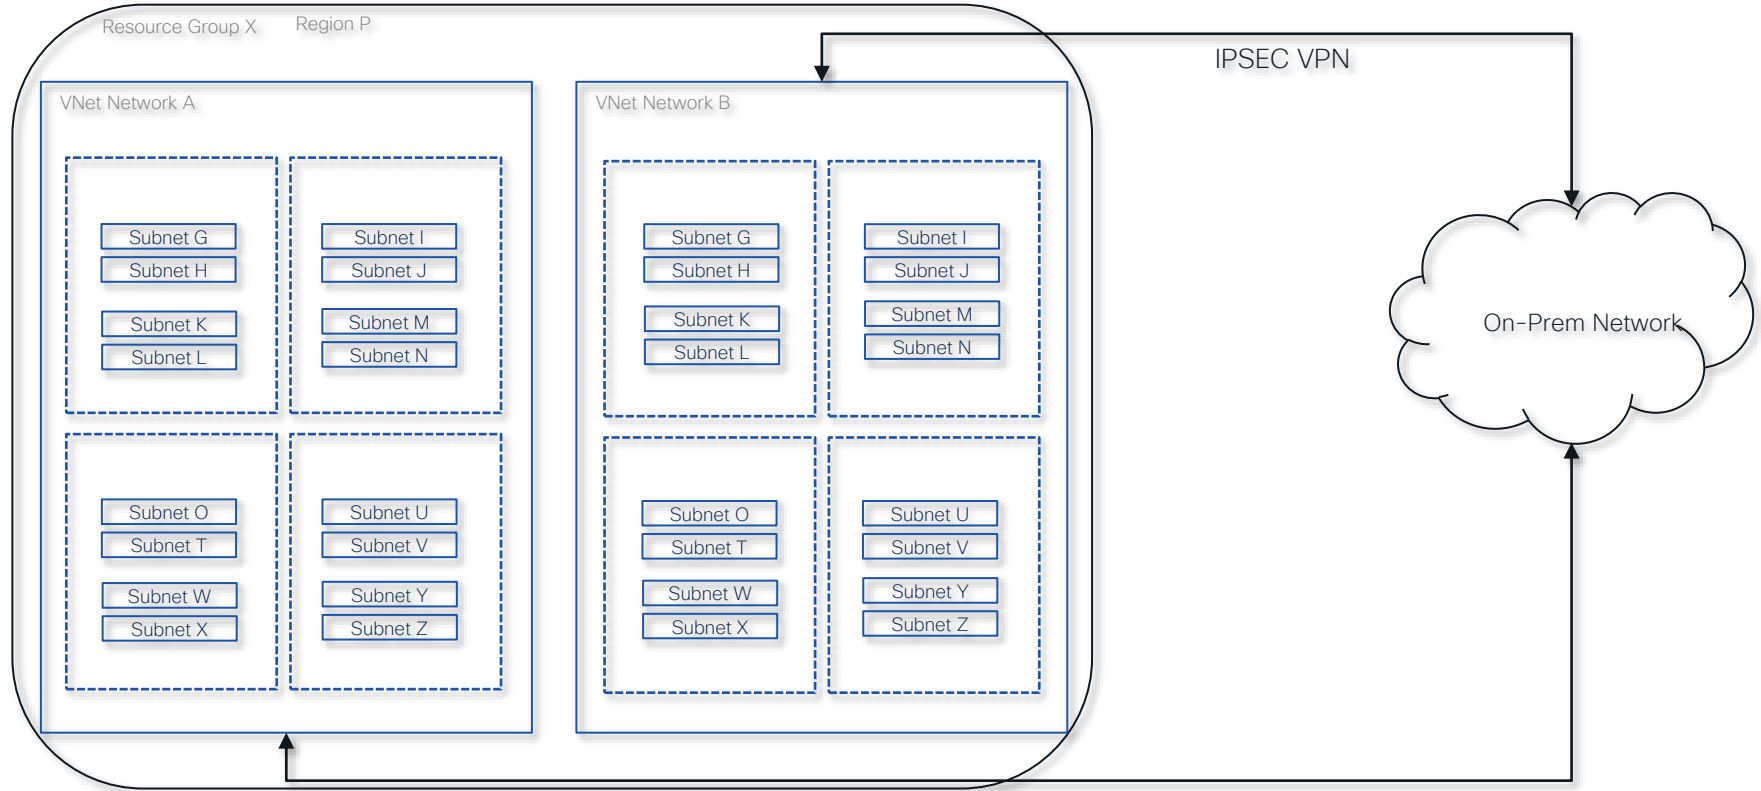 Resource Group X
Region P
IPSEC VPN
VNet Network A
Subnet G
Subnet H
Subnet K
Subnet L
Subnet I
Subnet J
Subnet M
Subnet N
Subnet O
Subnet T
Subnet W
Subnet X
Subnet U
Subnet V
Subnet Y
Subnet Z
VNet Network B
Subnet G
Subnet H
Subnet K
Subnet L
Subnet I
Subnet J
Subnet M
Subnet N
Subnet O
Subnet T
Subnet W
Subnet X
Subnet U
Subnet V
Subnet Y
Subnet Z
On-Prem Network